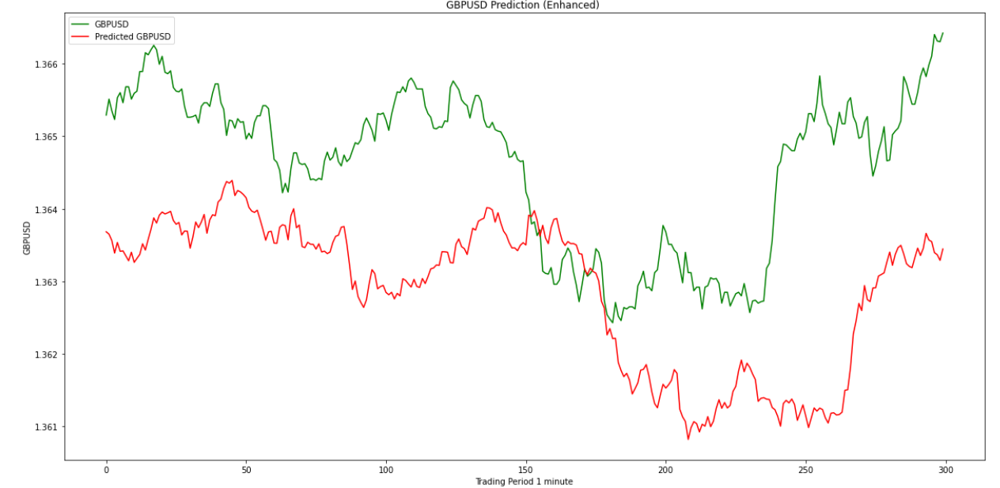 GBPUSD Prediction (Enhanced)
GBPUSD
Predicted GBPUSD
1.366
1.365
1.364
1.363
1.362
1.361
GBPUSD
0 50 100 150 200 250 300
Trading Period 1 minute